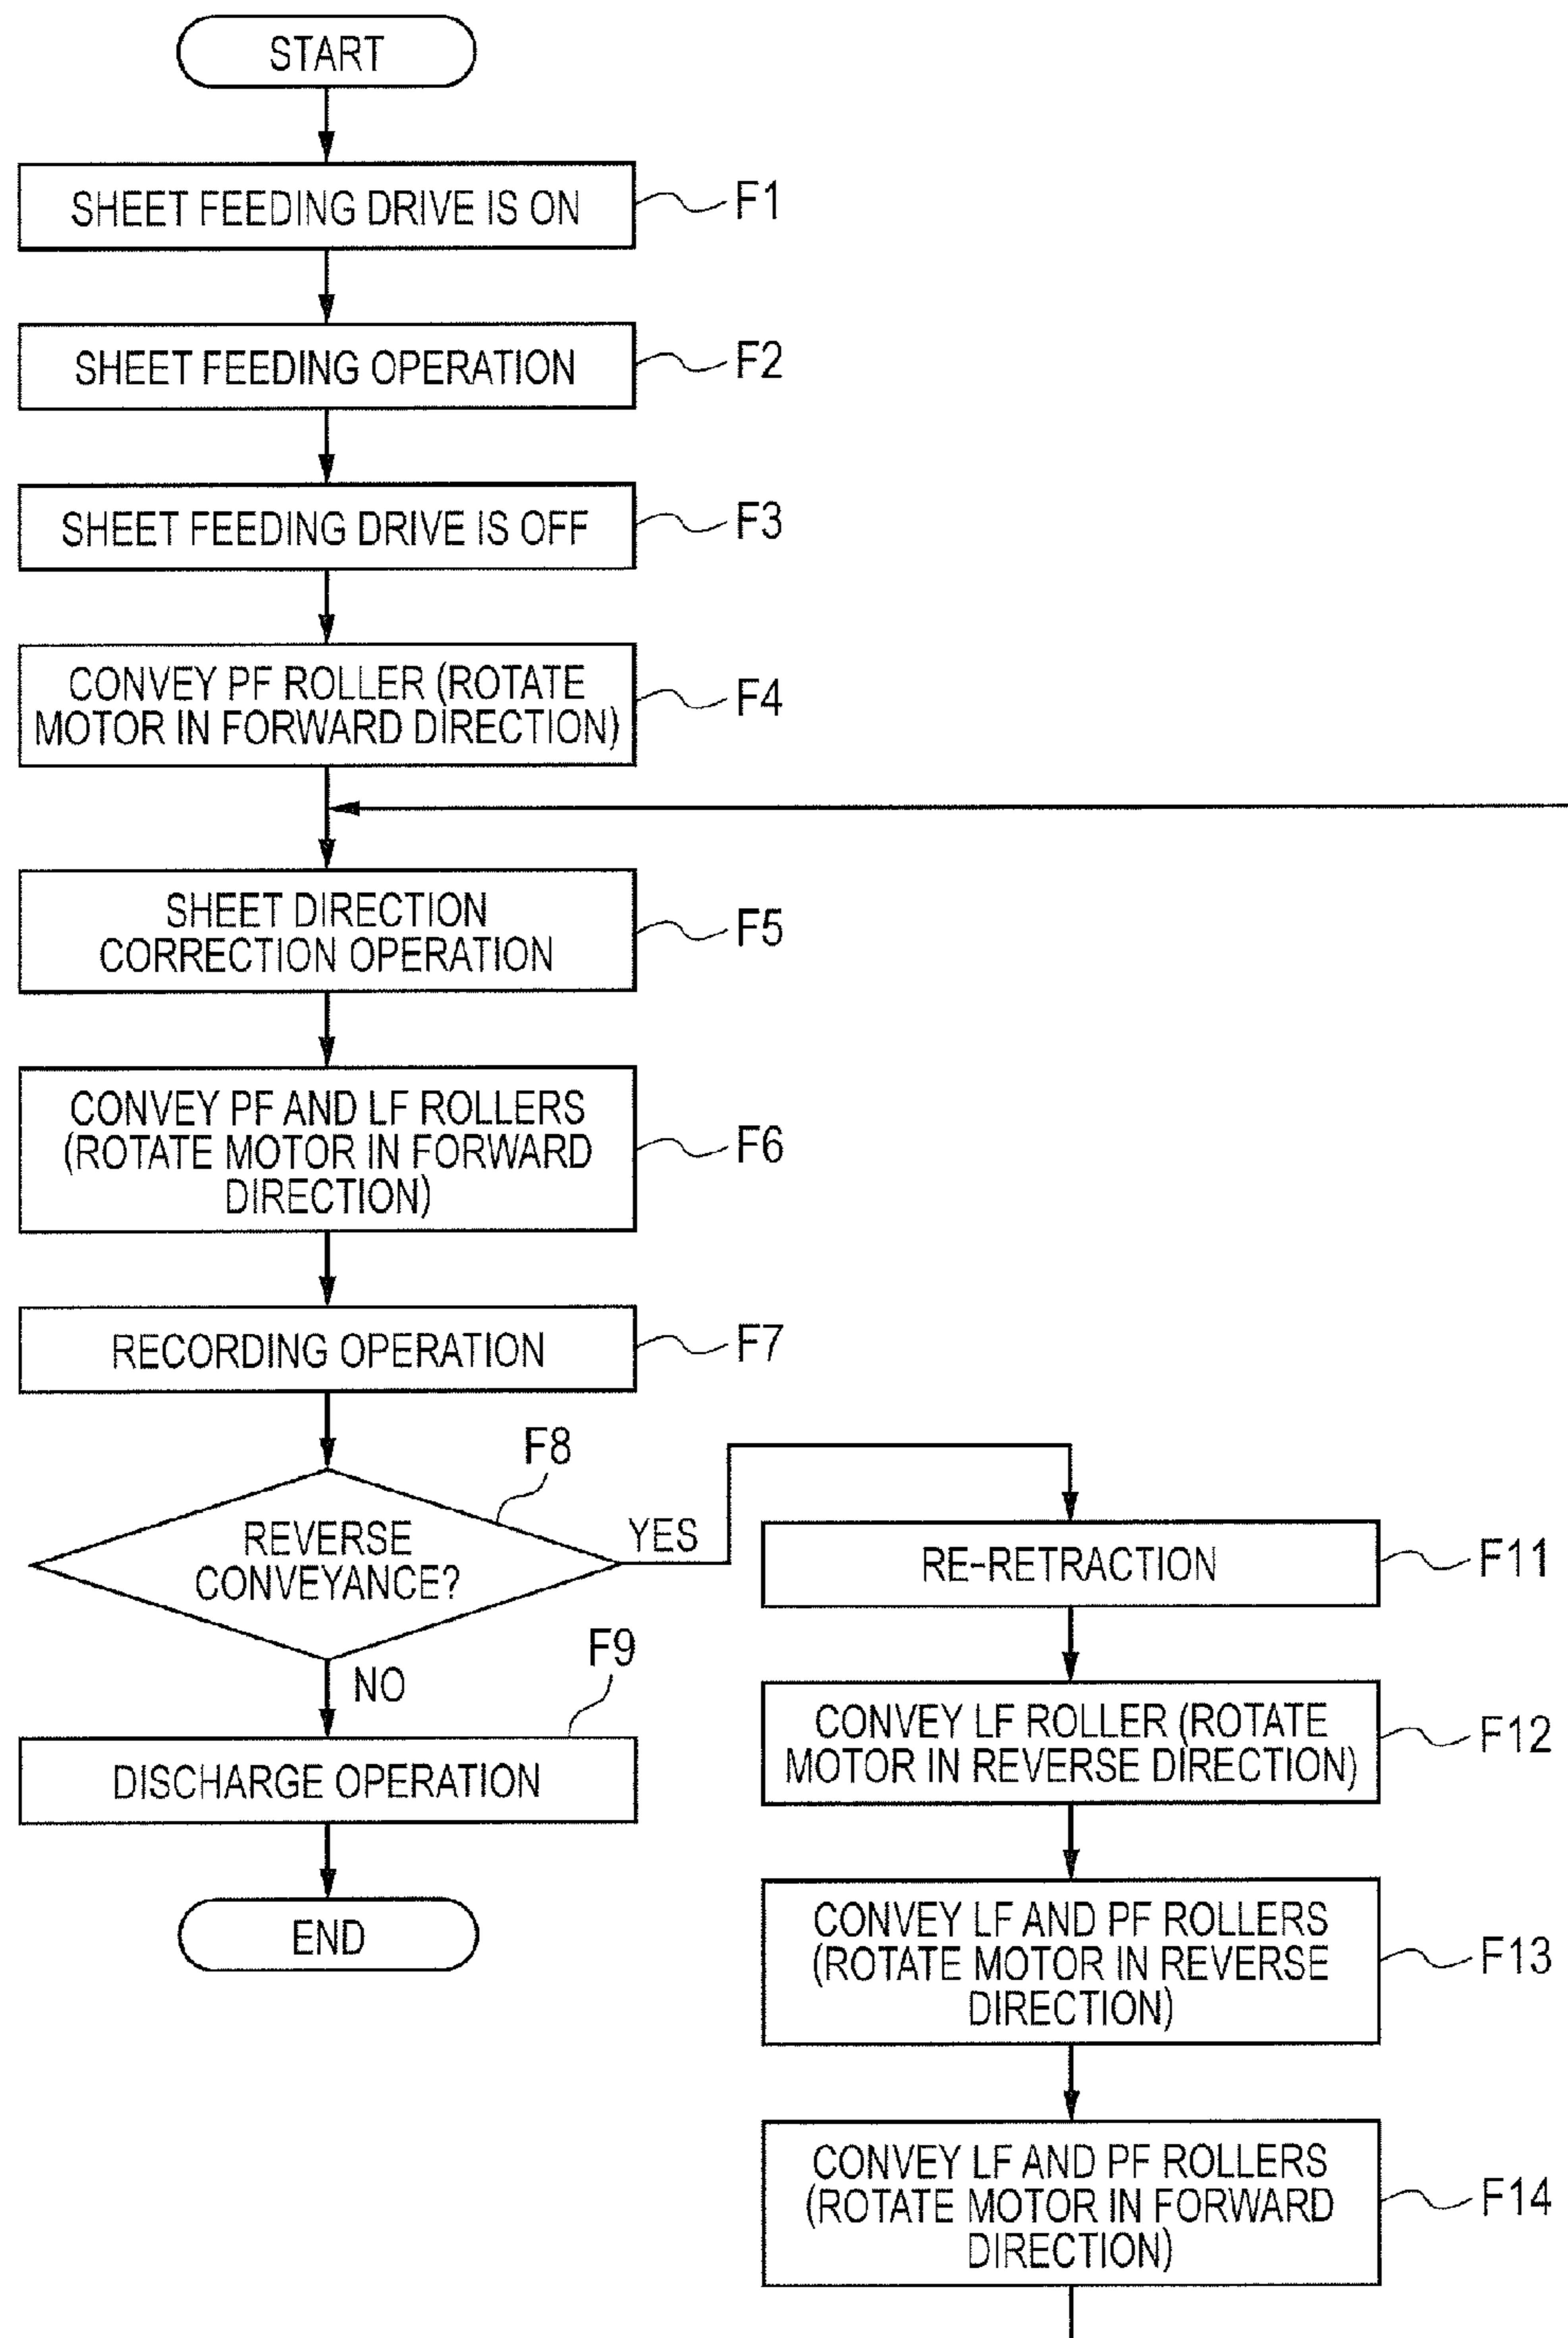 START
SHEET FEEDING DRIVE IS ON
F1
SHEET FEEDING OPERATION
F2
SHEET FEEDING DRIVE IS OFF
F3
CONVEY PF ROLLER (ROTATE
MOTOR IN FORWARD DIRECTION)
F4
SHEET DIRECTION
CORRECTION OPERATION
F5
CONVEY PF AND LF ROLLERS
(ROTATE MOTOR IN FORWARD
DIRECTION)
F6
RECORDING OPERATION
F7
F8
REVERSE
CONVEYANCE?
YES
NO
F9
DISCHARGE OPERATION
END
RE-RETRACTION
F11
CONVEY LF ROLLER (ROTATE
MOTOR IN REVERSE DIRECTION)
F12
CONVEY LF AND PF ROLLERS
(ROTATE MOTOR IN REVERSE
DIRECTION)
F13
CONVEY LF AND PF ROLLERS
(ROTATE MOTOR IN FORWARD
DIRECTION)
F14